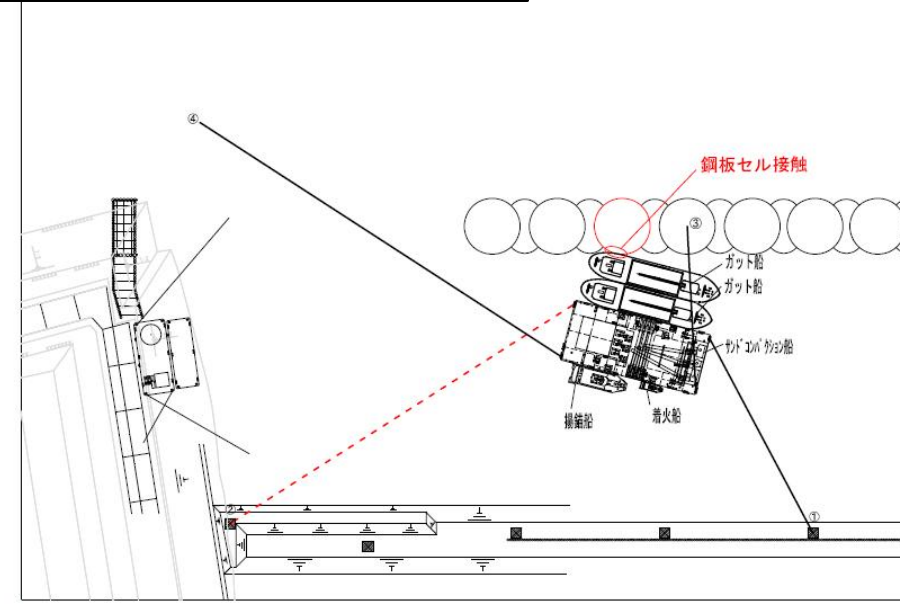 ④
鋼板セル接触
③
ガット船
ガット船
サンドコンパクション船
揚錨船
着火船
②
①